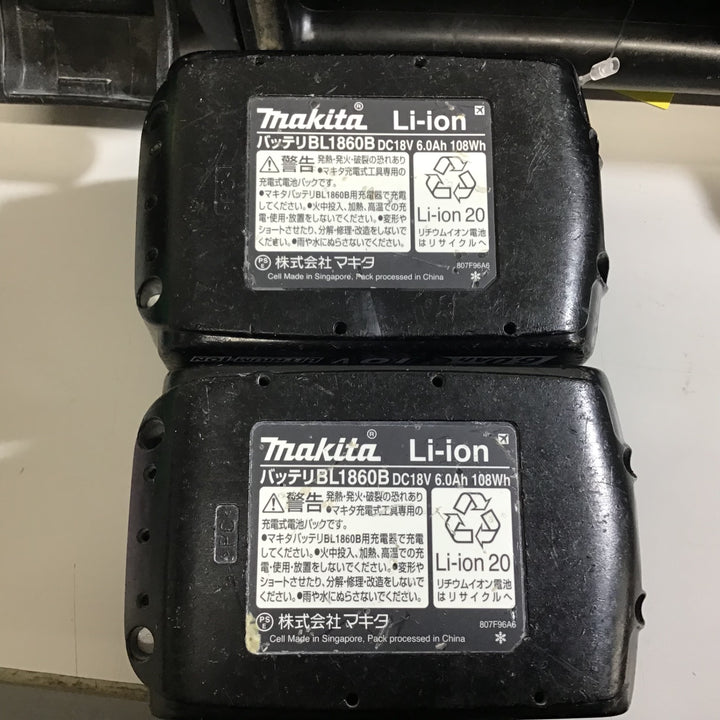 makita® Li-ion
バッテリBL1860B DC18V 6.0Ah 108Wh
警告 発熱・発火・破裂の恐れあり
●マキタ充電式工具専用の
充電式電池パックです。
●マキタバッテリBL1860B用充電器で充電
してください。●火中投入、加熱、高温での充
電・使用・放置をしないでください。●変形や
ショートさせたり、分解・修理・改造をしないで
ください。●雨や水にぬらさないでください。
Li-ion 20
リチウムイオン電池
はリサイクルへ
PS E 株式会社 マキタ
807F96A6
Cell Made in Singapore, Pack processed in China
*
makita® Li-ion
バッテリBL1860B DC18V 6.0Ah 108Wh
警告 発熱・発火・破裂の恐れあり
●マキタ充電式工具専用の
充電式電池パックです。
●マキタバッテリBL1860B用充電器で充電
してください。●火中投入、加熱、高温での充
電・使用・放置をしないでください。●変形や
ショートさせたり、分解・修理・改造をしないで
ください。●雨や水にぬらさないでください。
Li-ion 20
リチウムイオン電池
はリサイクルへ
PS E 株式会社 マキタ
807F96A6
Cell Made in Singapore, Pack processed in China
*